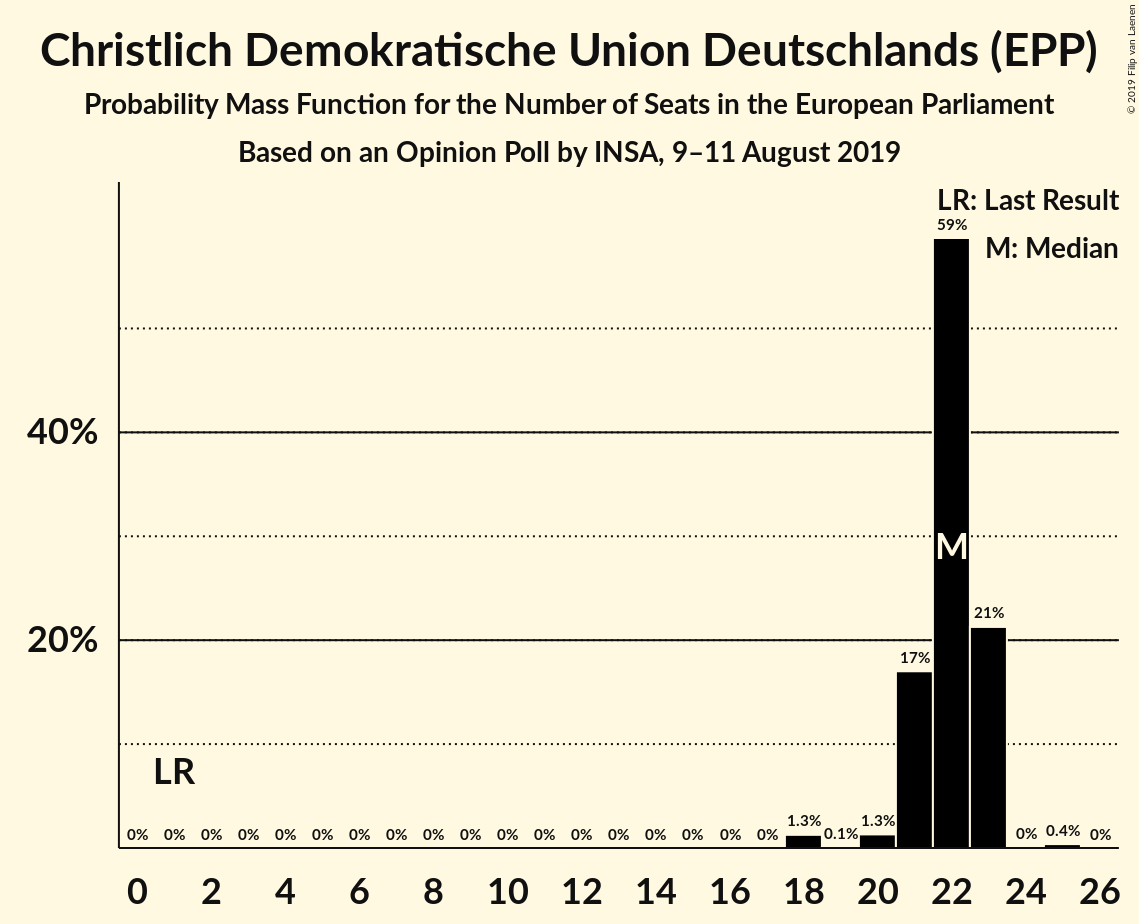 Christlich Demokratische Union Deutschlands (EPP)
Probability Mass Function for the Number of Seats in the European Parliament
Based on an Opinion Poll by INSA, 9–11 August 2019
© 2019 Filip van Laenen
LR: Last Result
M: Median
59%
40%
M
21%
20%
17%
LR
0% 0% 0% 0% 0% 0% 0% 0% 0% 0% 0% 0% 0% 0% 0% 0% 0% 0% 1.3% 0.1% 1.3% 0% 0.4% 0%
0 2 4 6 8 10 12 14 16 18 20 22 24 26